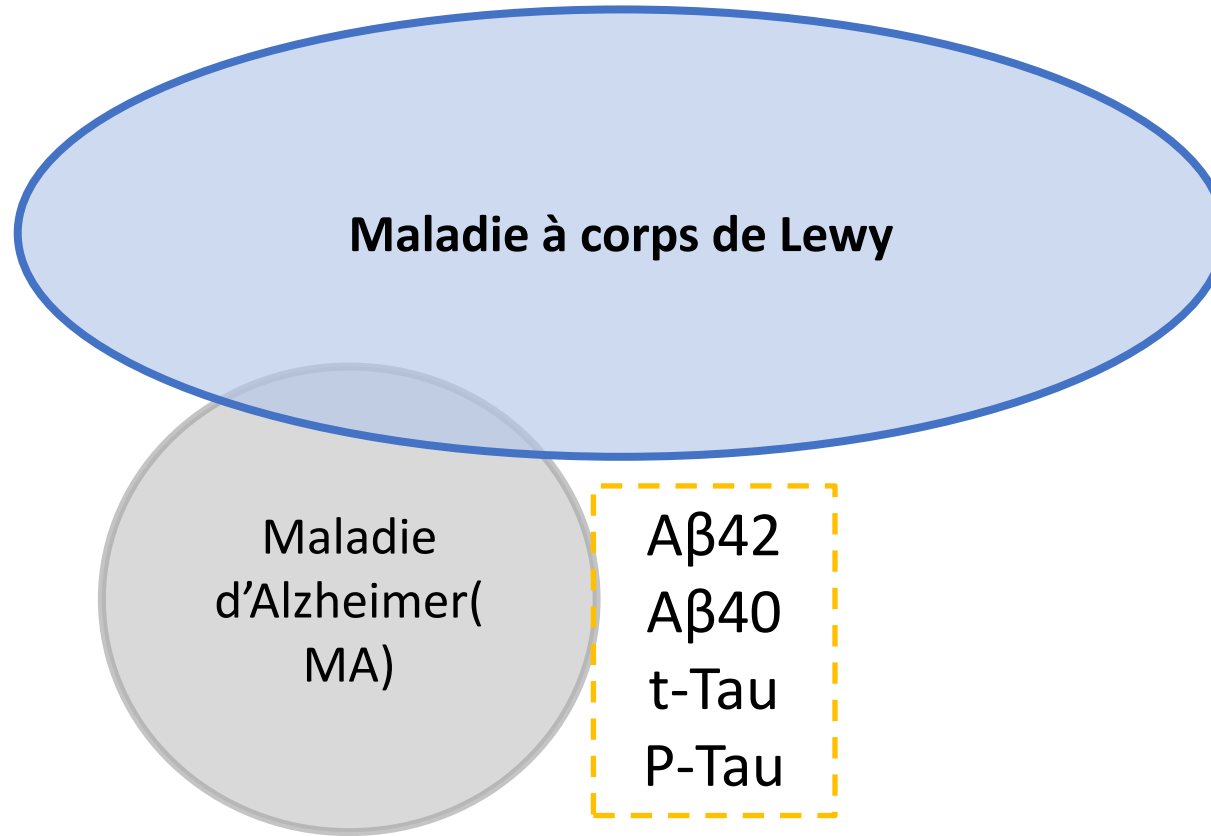 Maladie à corps de Lewy
Maladie
d’Alzheimer(
MA)
Aβ42
Aβ40
t-Tau
P-Tau